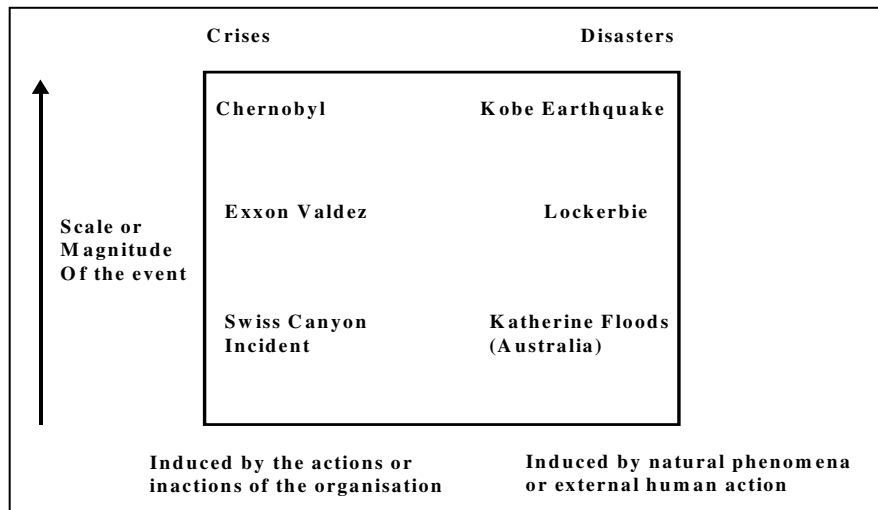 Crises
Disasters
Chernobyl
Kobe Earthquake
Exxon Valdez
Lockerbie
Scale or
Magnitude
Of the event
Swiss Canyon
Incident
Katherine Floods
(Australia)
Induced by the actions or
inactions of the organisation
Induced by natural phenomena
or external human action